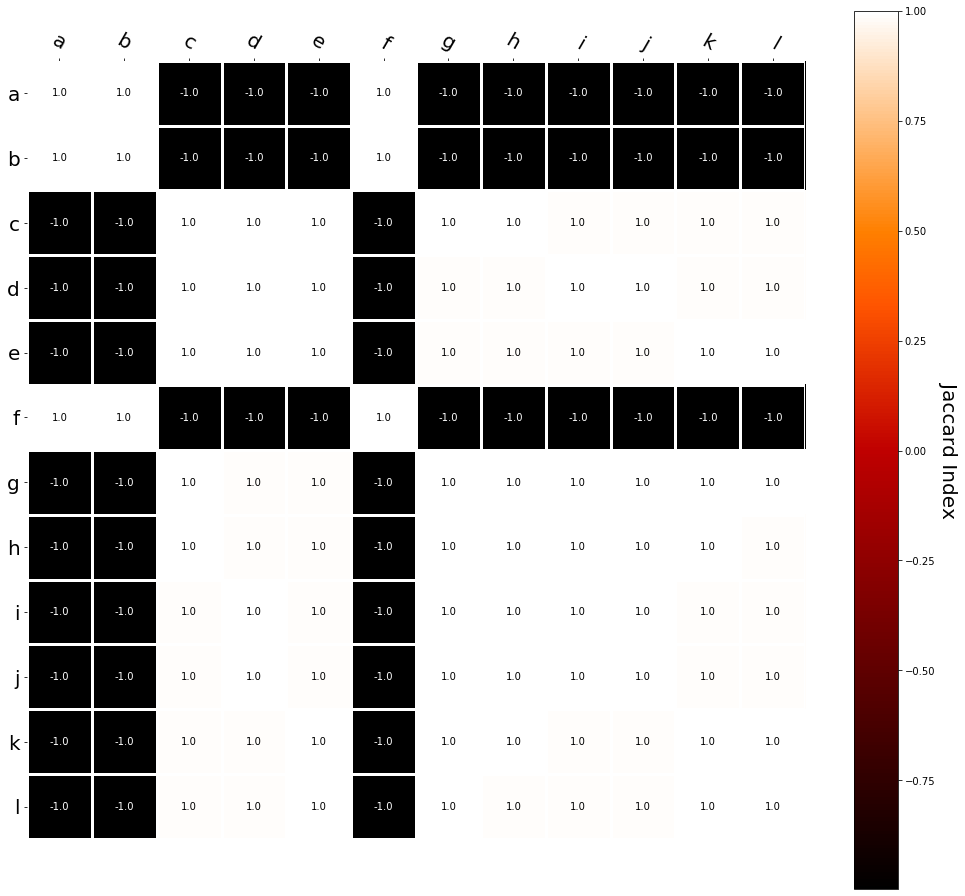 1.00
a b c d e f g h i j k l
a 1.0 1.0 -1.0 -1.0 -1.0 1.0 -1.0 -1.0 -1.0 -1.0 -1.0 -1.0
0.75
b 1.0 1.0 -1.0 -1.0 -1.0 1.0 -1.0 -1.0 -1.0 -1.0 -1.0 -1.0
c -1.0 -1.0 1.0 1.0 1.0 -1.0 1.0 1.0 1.0 1.0 1.0 1.0
0.50
d -1.0 -1.0 1.0 1.0 1.0 -1.0 1.0 1.0 1.0 1.0 1.0 1.0
0.25
e -1.0 -1.0 1.0 1.0 1.0 -1.0 1.0 1.0 1.0 1.0 1.0 1.0
f 1.0 1.0 -1.0 -1.0 -1.0 1.0 -1.0 -1.0 -1.0 -1.0 -1.0 -1.0
0.00
Jaccard Index
g -1.0 -1.0 1.0 1.0 1.0 -1.0 1.0 1.0 1.0 1.0 1.0 1.0
h -1.0 -1.0 1.0 1.0 1.0 -1.0 1.0 1.0 1.0 1.0 1.0 1.0
−0.25
i -1.0 -1.0 1.0 1.0 1.0 -1.0 1.0 1.0 1.0 1.0 1.0 1.0
−0.50
j -1.0 -1.0 1.0 1.0 1.0 -1.0 1.0 1.0 1.0 1.0 1.0 1.0
k -1.0 -1.0 1.0 1.0 1.0 -1.0 1.0 1.0 1.0 1.0 1.0 1.0
−0.75
l -1.0 -1.0 1.0 1.0 1.0 -1.0 1.0 1.0 1.0 1.0 1.0 1.0